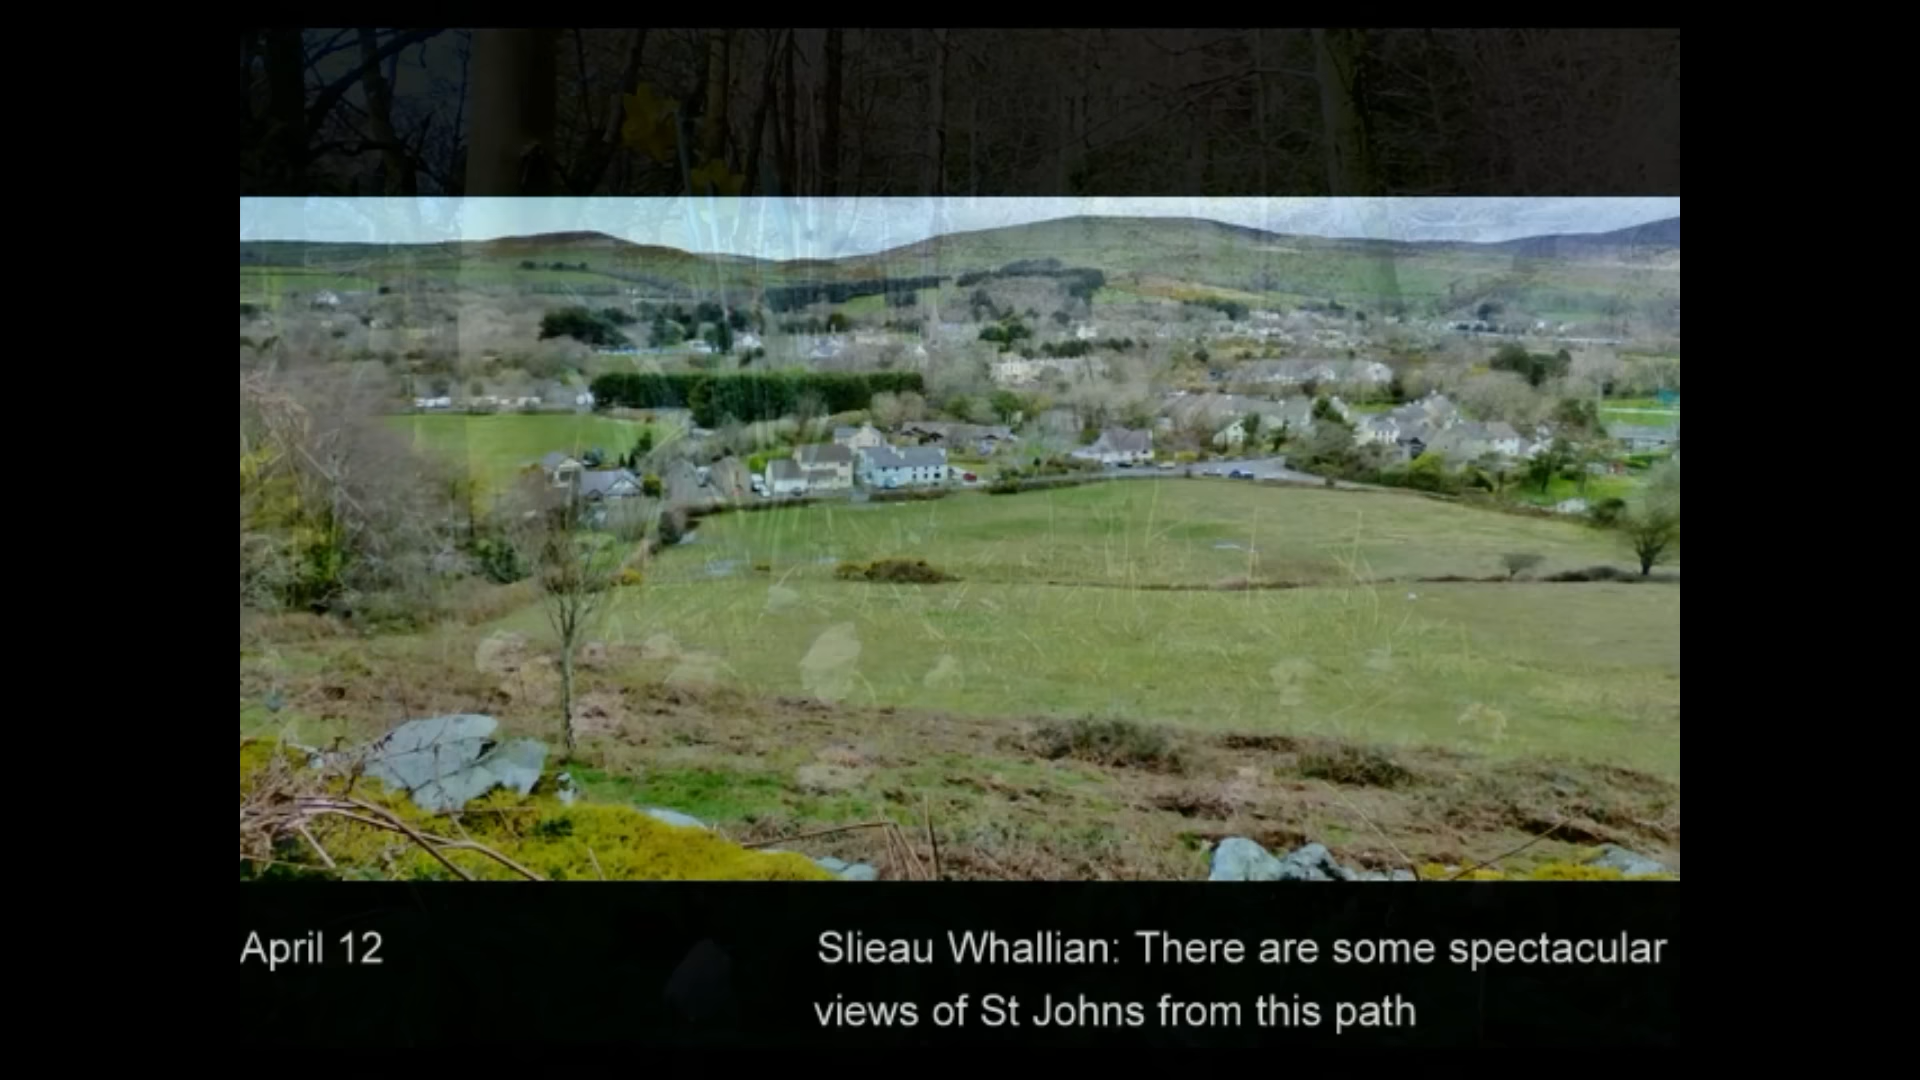 April 12
Slieau Whallian: There are some spectacular
views of St Johns from this path